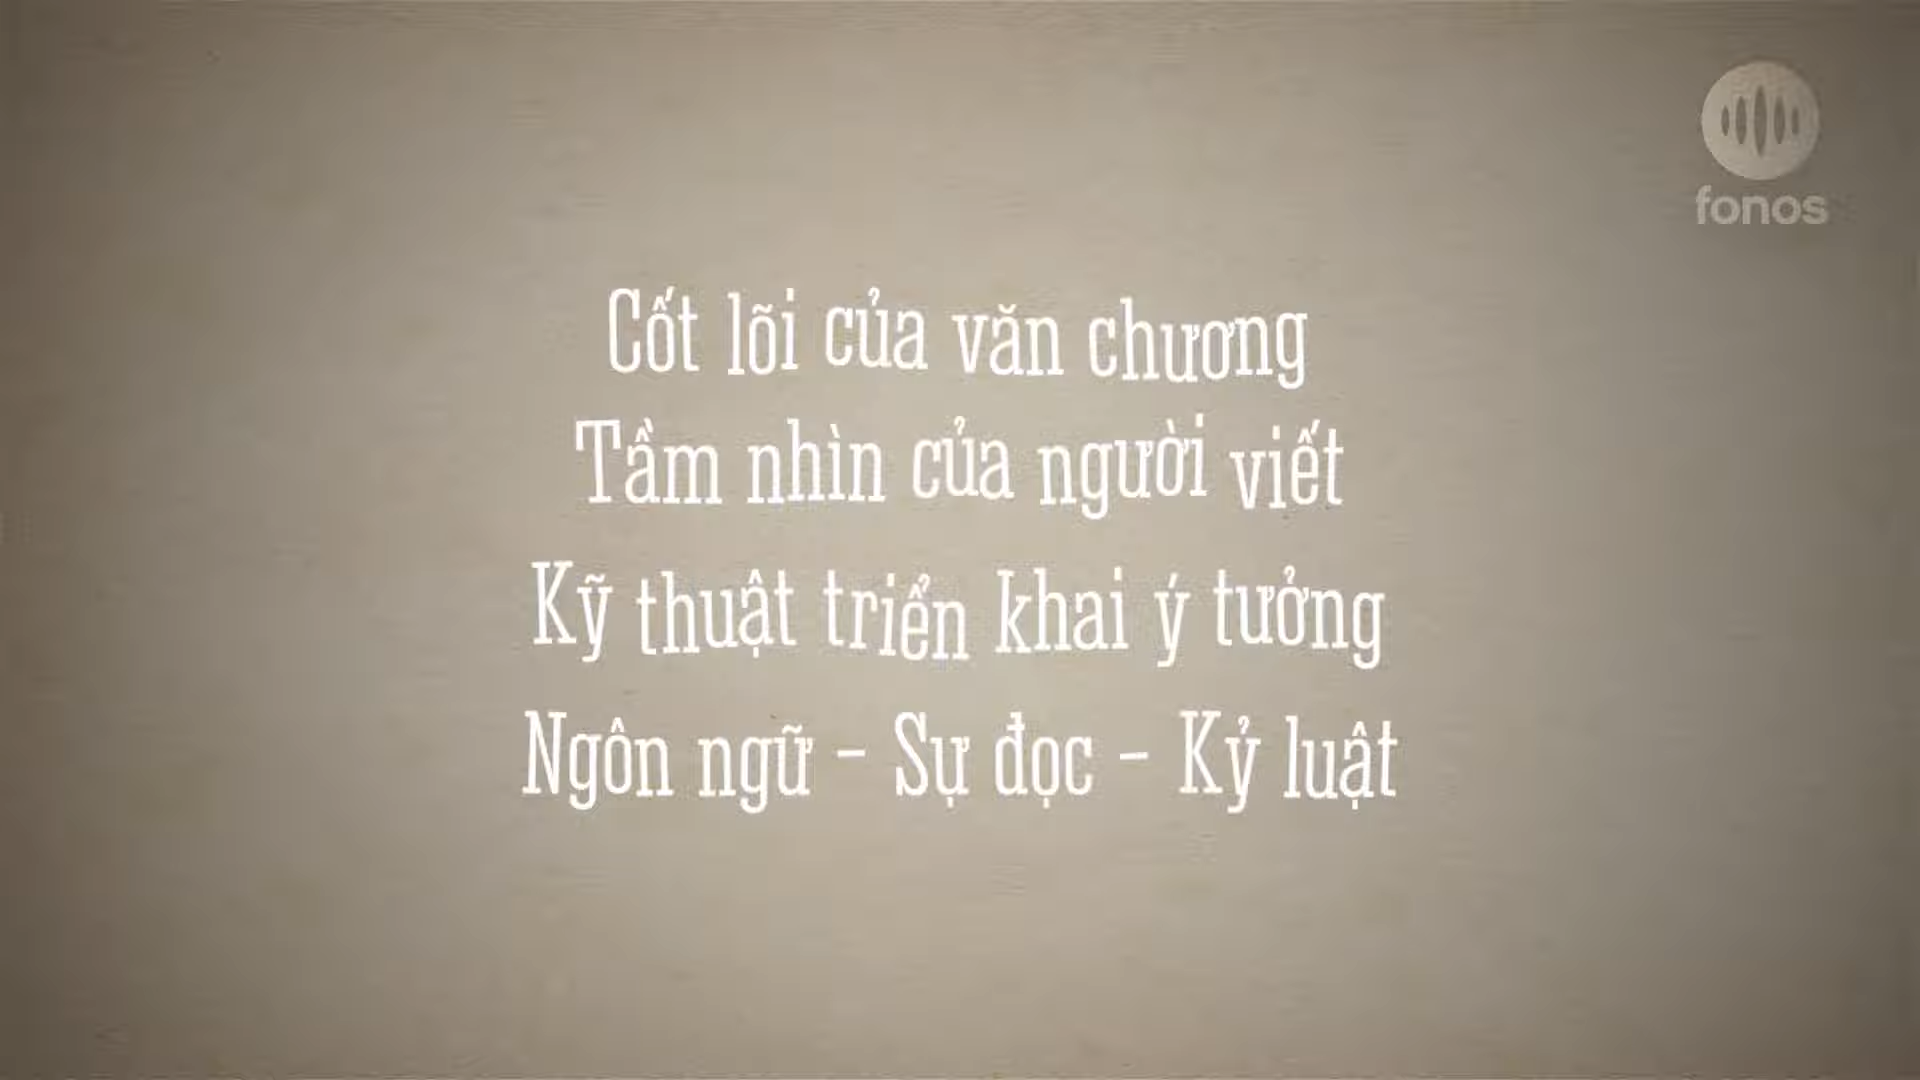 fonos
Cốt lõi của văn chương
Tầm nhìn của người viết
Kỹ thuật triển khai ý tưởng
Ngôn ngữ - Sự đọc - Kỷ luật